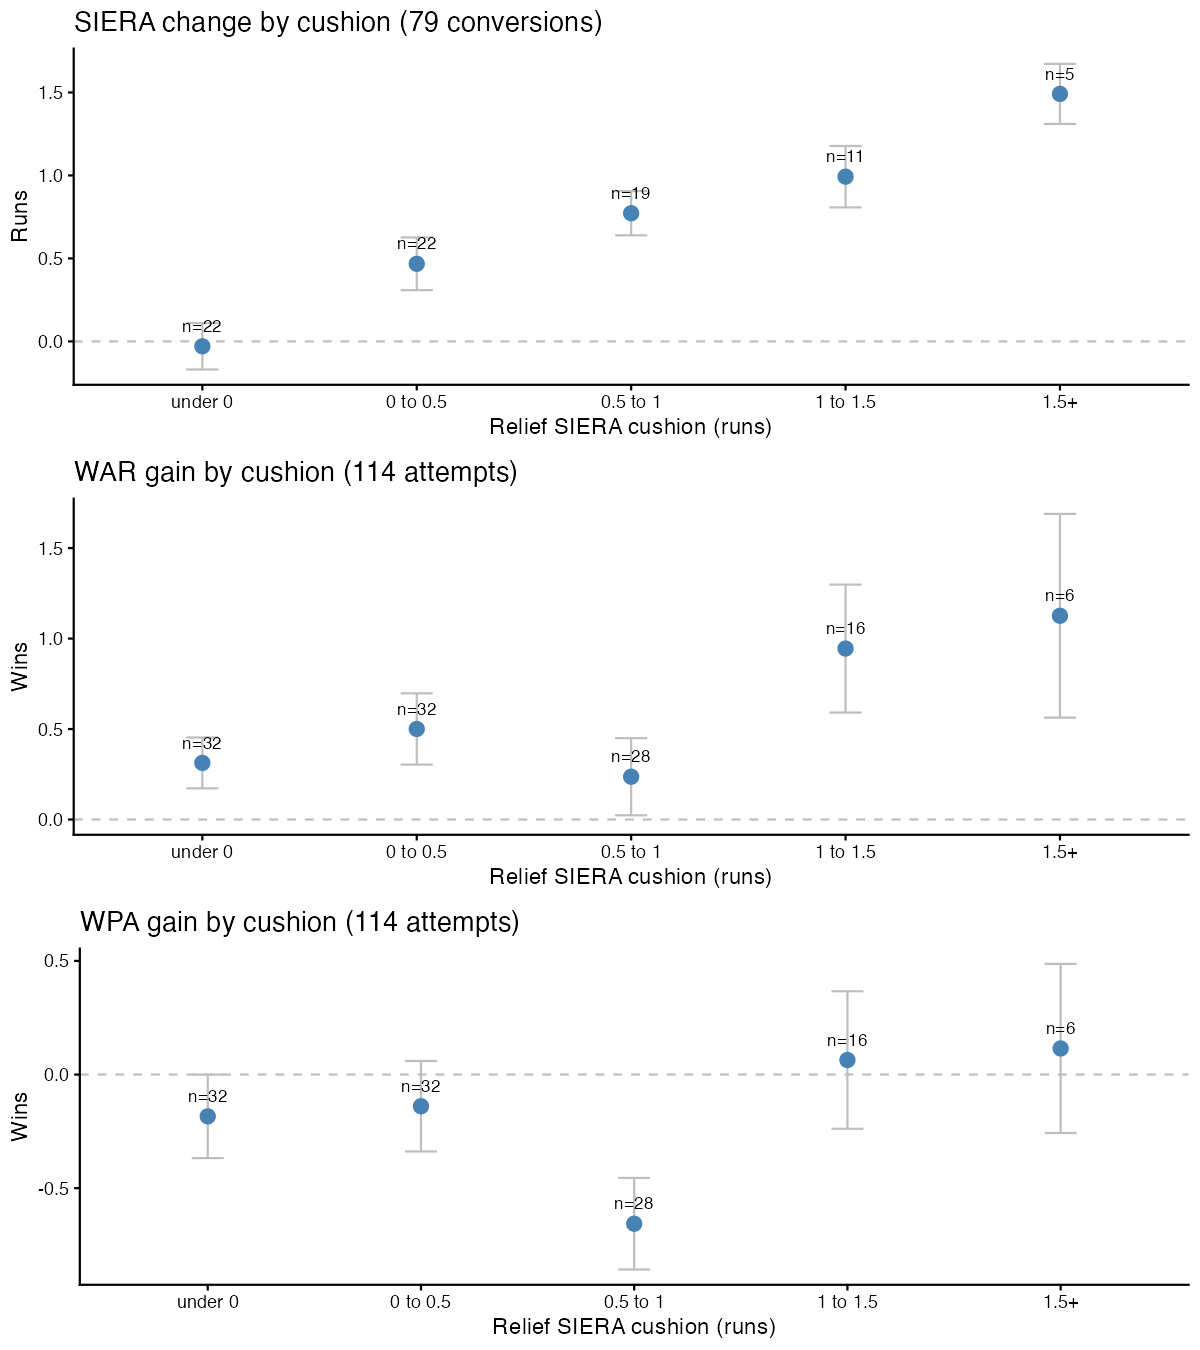 SIERA change by cushion (79 conversions)
Runs
1.5
1.0
0.5
0.0
n=22
n=22
n=19
n=11
n=5
under 0
0 to 0.5
0.5 to 1
1 to 1.5
1.5+
Relief SIERA cushion (runs)
WAR gain by cushion (114 attempts)
Wins
1.5
1.0
0.5
0.0
n=32
n=32
n=28
n=16
n=6
under 0
0 to 0.5
0.5 to 1
1 to 1.5
1.5+
Relief SIERA cushion (runs)
WPA gain by cushion (114 attempts)
Wins
0.5
0.0
-0.5
n=32
n=32
n=28
n=16
n=6
under 0
0 to 0.5
0.5 to 1
1 to 1.5
1.5+
Relief SIERA cushion (runs)